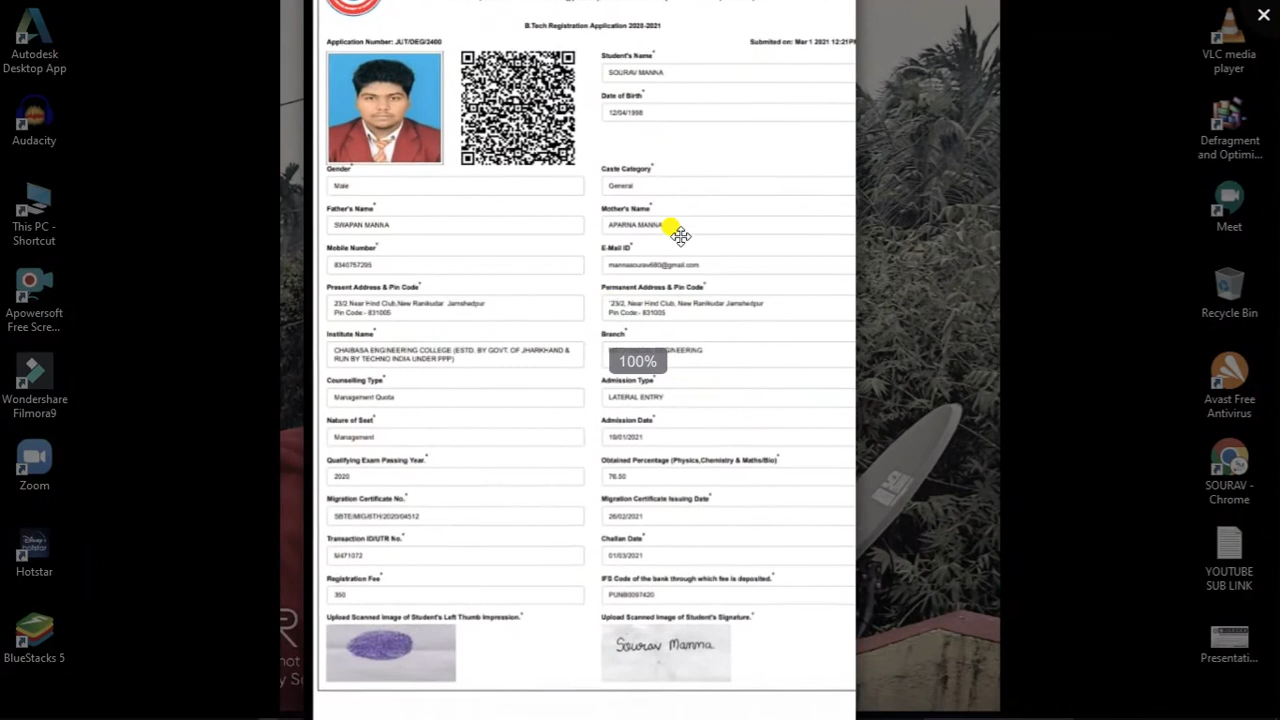 B.Tech Registration Application 2020-2021
Application Number: JUT/DEG/2400
Submitted on: Mar 1 2021 12:21PM
Student's Name*
SOURAV MANNA
Date of Birth*
12/04/1998
Gender*
Male
Caste Category*
General
Father's Name*
SWAPAN MANNA
Mother's Name*
APARNA MANNA
Mobile Number*
8340757295
E-Mail ID*
mannasourav680@gmail.com
Present Address & Pin Code*
23/2 Near Hind Club,New Ranikudar Jamshedpur
Pin Code:- 831005
Permanent Address & Pin Code*
23/2, Near Hind Club, New Ranikudar Jamshedpur
Pin Code:- 831005
Institute Name*
CHAIBASA ENGINEERING COLLEGE (ESTD. BY GOVT. OF JHARKHAND &
RUN BY TECHNO INDIA UNDER PPP)
Branch*
100%
Counselling Type*
Management Quota
Admission Type*
LATERAL ENTRY
Nature of Seat*
Management
Admission Date*
19/01/2021
Qualifying Exam Passing Year.*
2020
Obtained Percentage (Physics,Chemistry & Maths/Bio)*
76.50
Migration Certificate No.*
SBTE/MIG/6TH/2020/04512
Migration Certificate Issuing Date*
26/02/2021
Transaction ID/UTR No.*
M471072
Challan Date*
01/03/2021
Registration Fee*
350
IFS Code of the bank through which fee is deposited.*
PUNB0097420
Upload Scanned Image of Student's Left Thumb Impression.*
Upload Scanned Image of Student's Signature.*
Sourav Manna
Autodesk
Desktop App
Audacity
This PC -
Shortcut
Apowersoft
Free Scre...
Wondershare
Filmora9
Zoom
Hotstar
BlueStacks 5
VLC media
player
Defragment
and Optimi...
Meet
Recycle Bin
Avast Free
Antivirus
SOURAV -
Chrome
YOUTUBE
SUB LINK
Presentati...